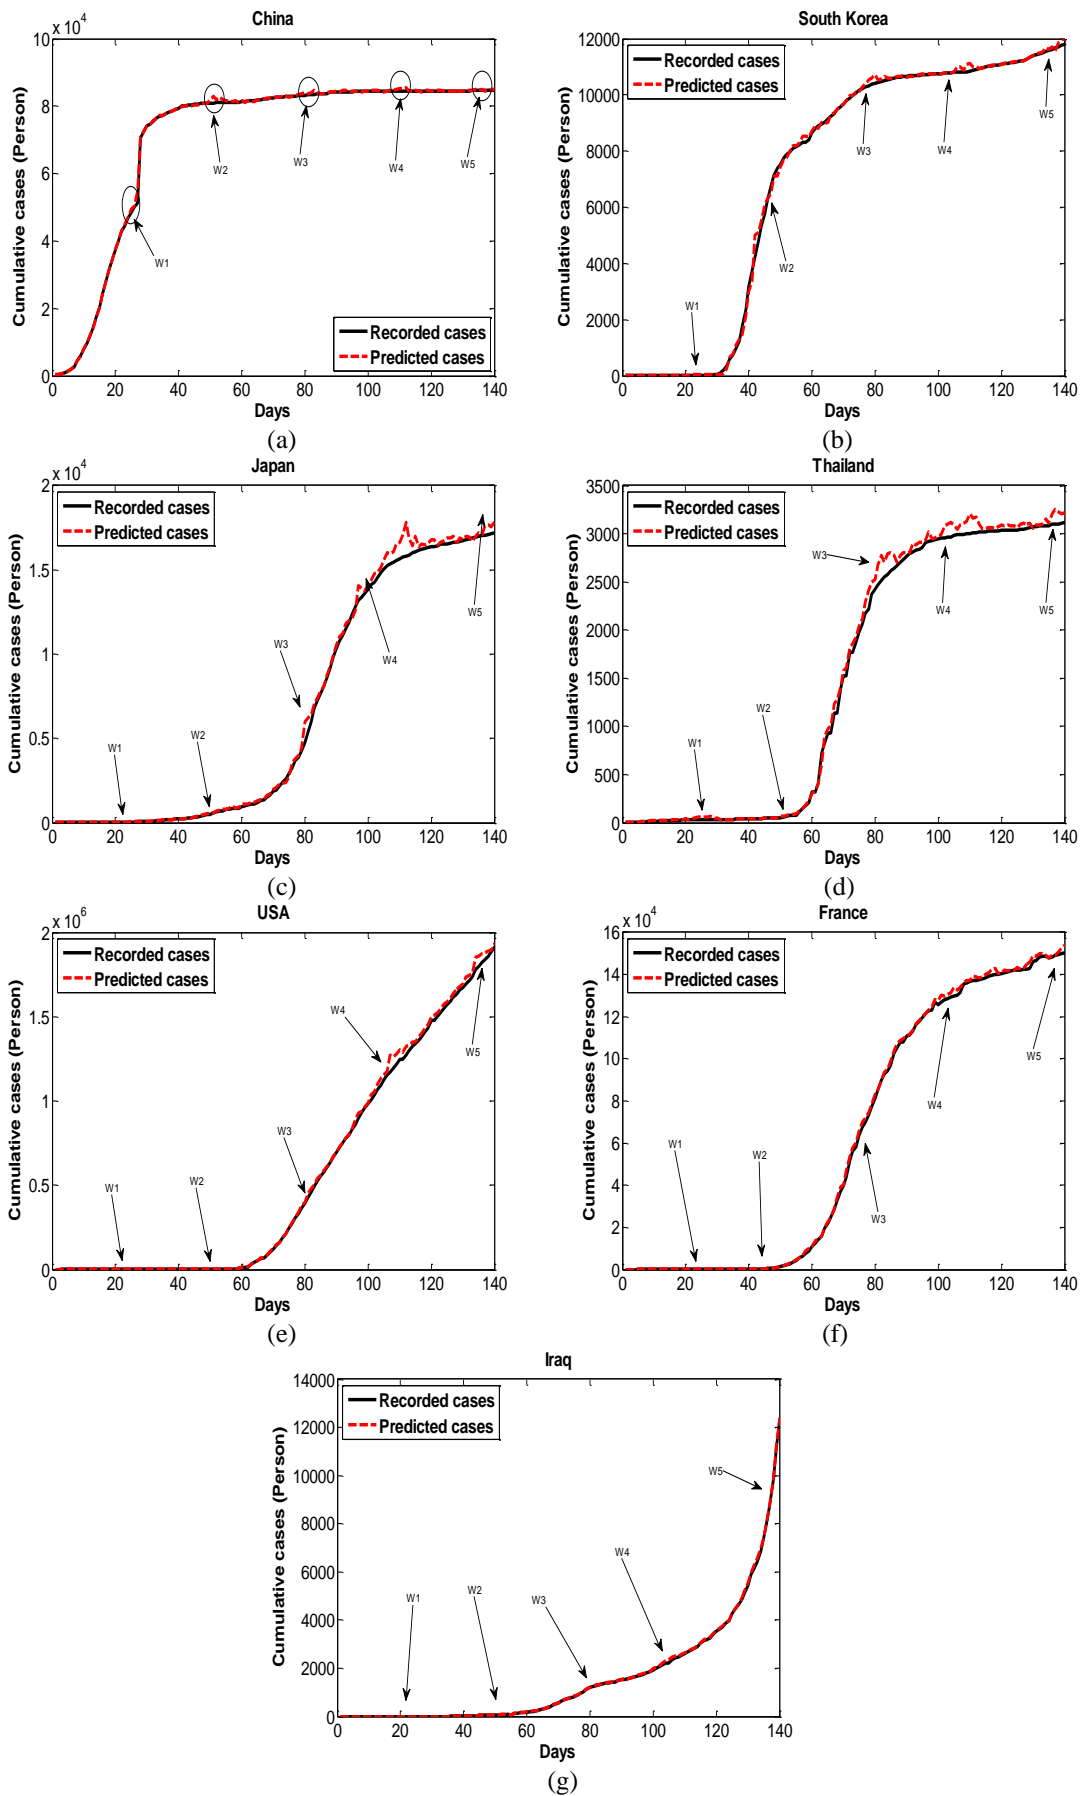 China
x 10^4
10
8
6
4
2
0
Cumulative cases (Person)
W1
W2
W3
W4
W5
Recorded cases
Predicted cases
0 20 40 60 80 100 120 140
Days
(a)
South Korea
12000
10000
8000
6000
4000
2000
0
Cumulative cases (Person)
Recorded cases
Predicted cases
W1
W2
W3
W4
W5
0 20 40 60 80 100 120 140
Days
(b)
Japan
x 10^4
2
1.5
1
0.5
0
Cumulative cases (Person)
Recorded cases
Predicted cases
W1
W2
W3
W4
W5
0 20 40 60 80 100 120 140
Days
(c)
Thailand
3500
3000
2500
2000
1500
1000
500
0
Cumulative cases (Person)
Recorded cases
Predicted cases
W1
W2
W3
W4
W5
0 20 40 60 80 100 120 140
Days
(d)
USA
x 10^6
2
1.5
1
0.5
0
Cumulative cases (Person)
Recorded cases
Predicted cases
W1
W2
W3
W4
W5
0 20 40 60 80 100 120 140
Days
(e)
France
x 10^4
16
14
12
10
8
6
4
2
0
Cumulative cases (Person)
Recorded cases
Predicted cases
W1
W2
W3
W4
W5
0 20 40 60 80 100 120 140
Days
(f)
Iraq
14000
12000
10000
8000
6000
4000
2000
0
Cumulative cases (Person)
Recorded cases
Predicted cases
W1
W2
W3
W4
W5
0 20 40 60 80 100 120 140
Days
(g)